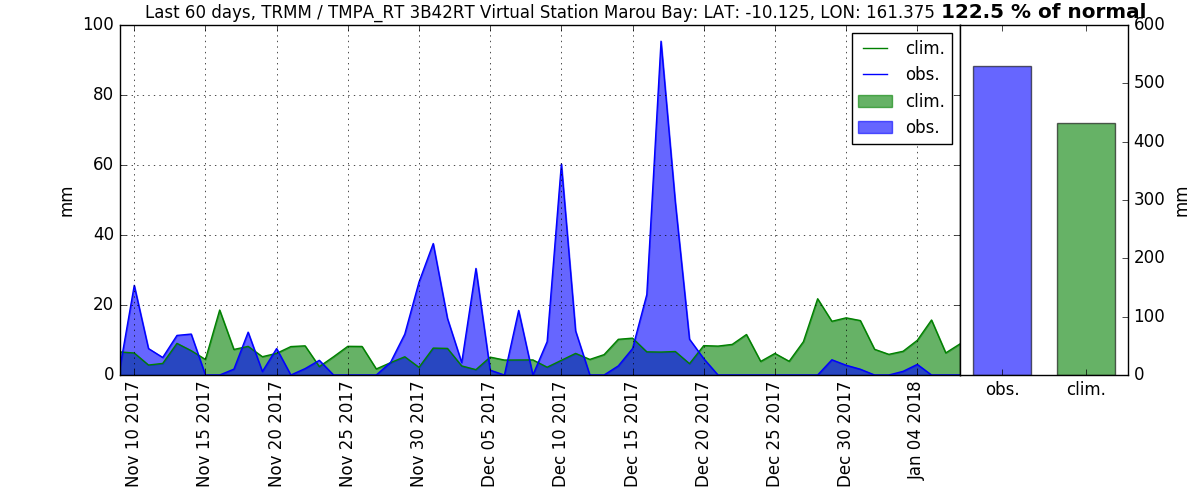 Last 60 days, TRMM / TMPA_RT 3B42RT Virtual Station Marou Bay: LAT: -10.125, LON: 161.375 122.5 % of normal
100
80
60
40
20
0
mm
clim.
obs.
clim.
obs.
600
500
400
300
200
100
0
mm
obs. clim.
Nov 10 2017
Nov 15 2017
Nov 20 2017
Nov 25 2017
Nov 30 2017
Dec 05 2017
Dec 10 2017
Dec 15 2017
Dec 20 2017
Dec 25 2017
Dec 30 2017
Jan 04 2018